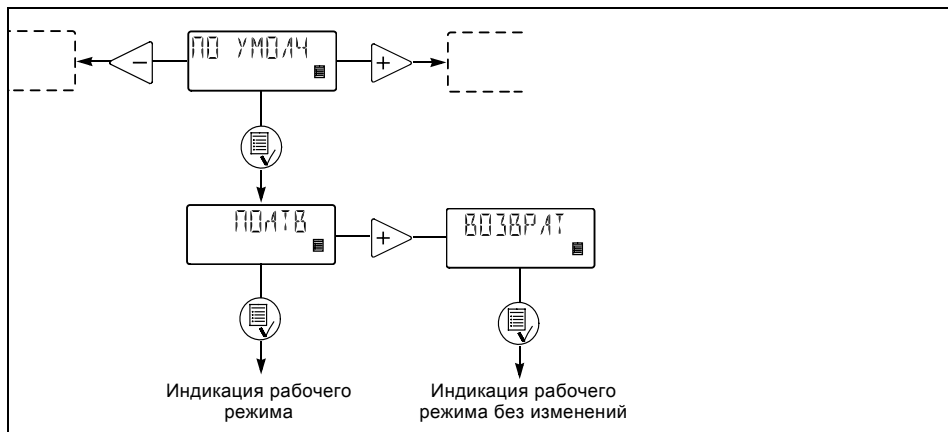 ПО УМОЛЧ
−
+
ПОДТВ
+
ВОЗВРАТ
Индикация рабочего
режима
Индикация рабочего
режима без изменений